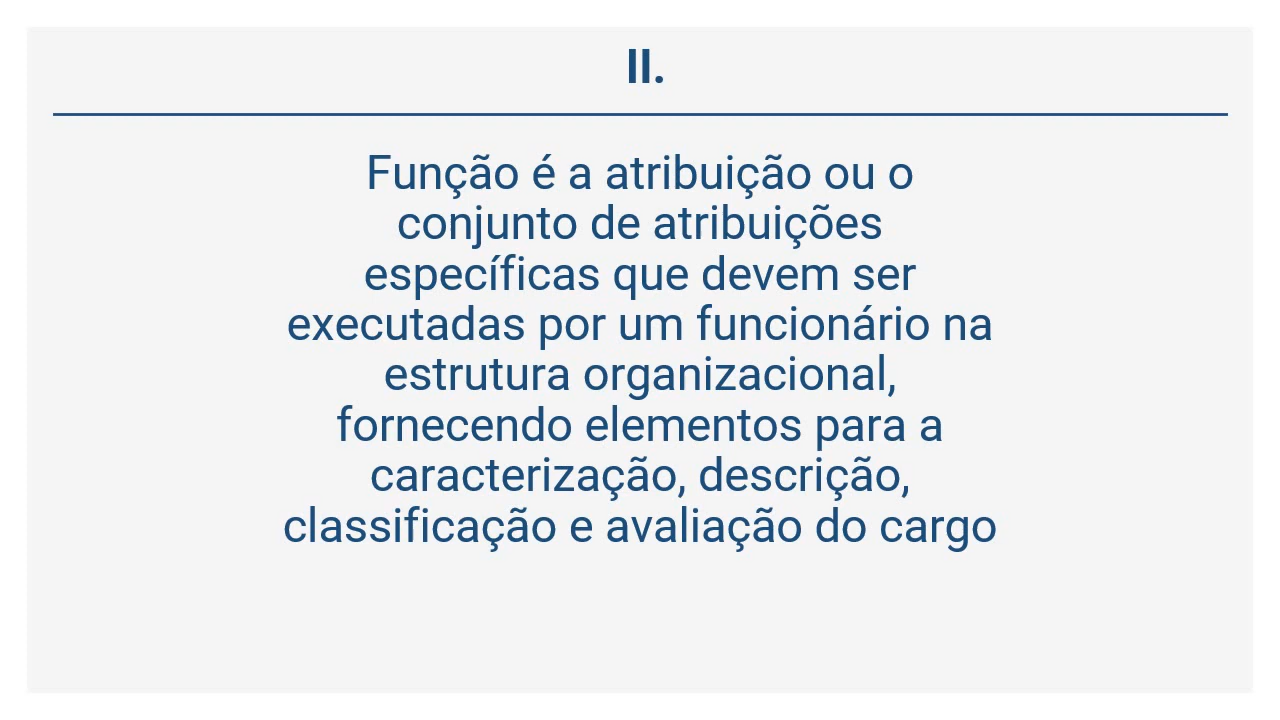 II.
Função é a atribuição ou o
conjunto de atribuições
específicas que devem ser
executadas por um funcionário na
estrutura organizacional,
fornecendo elementos para a
caracterização, descrição,
classificação e avaliação do cargo